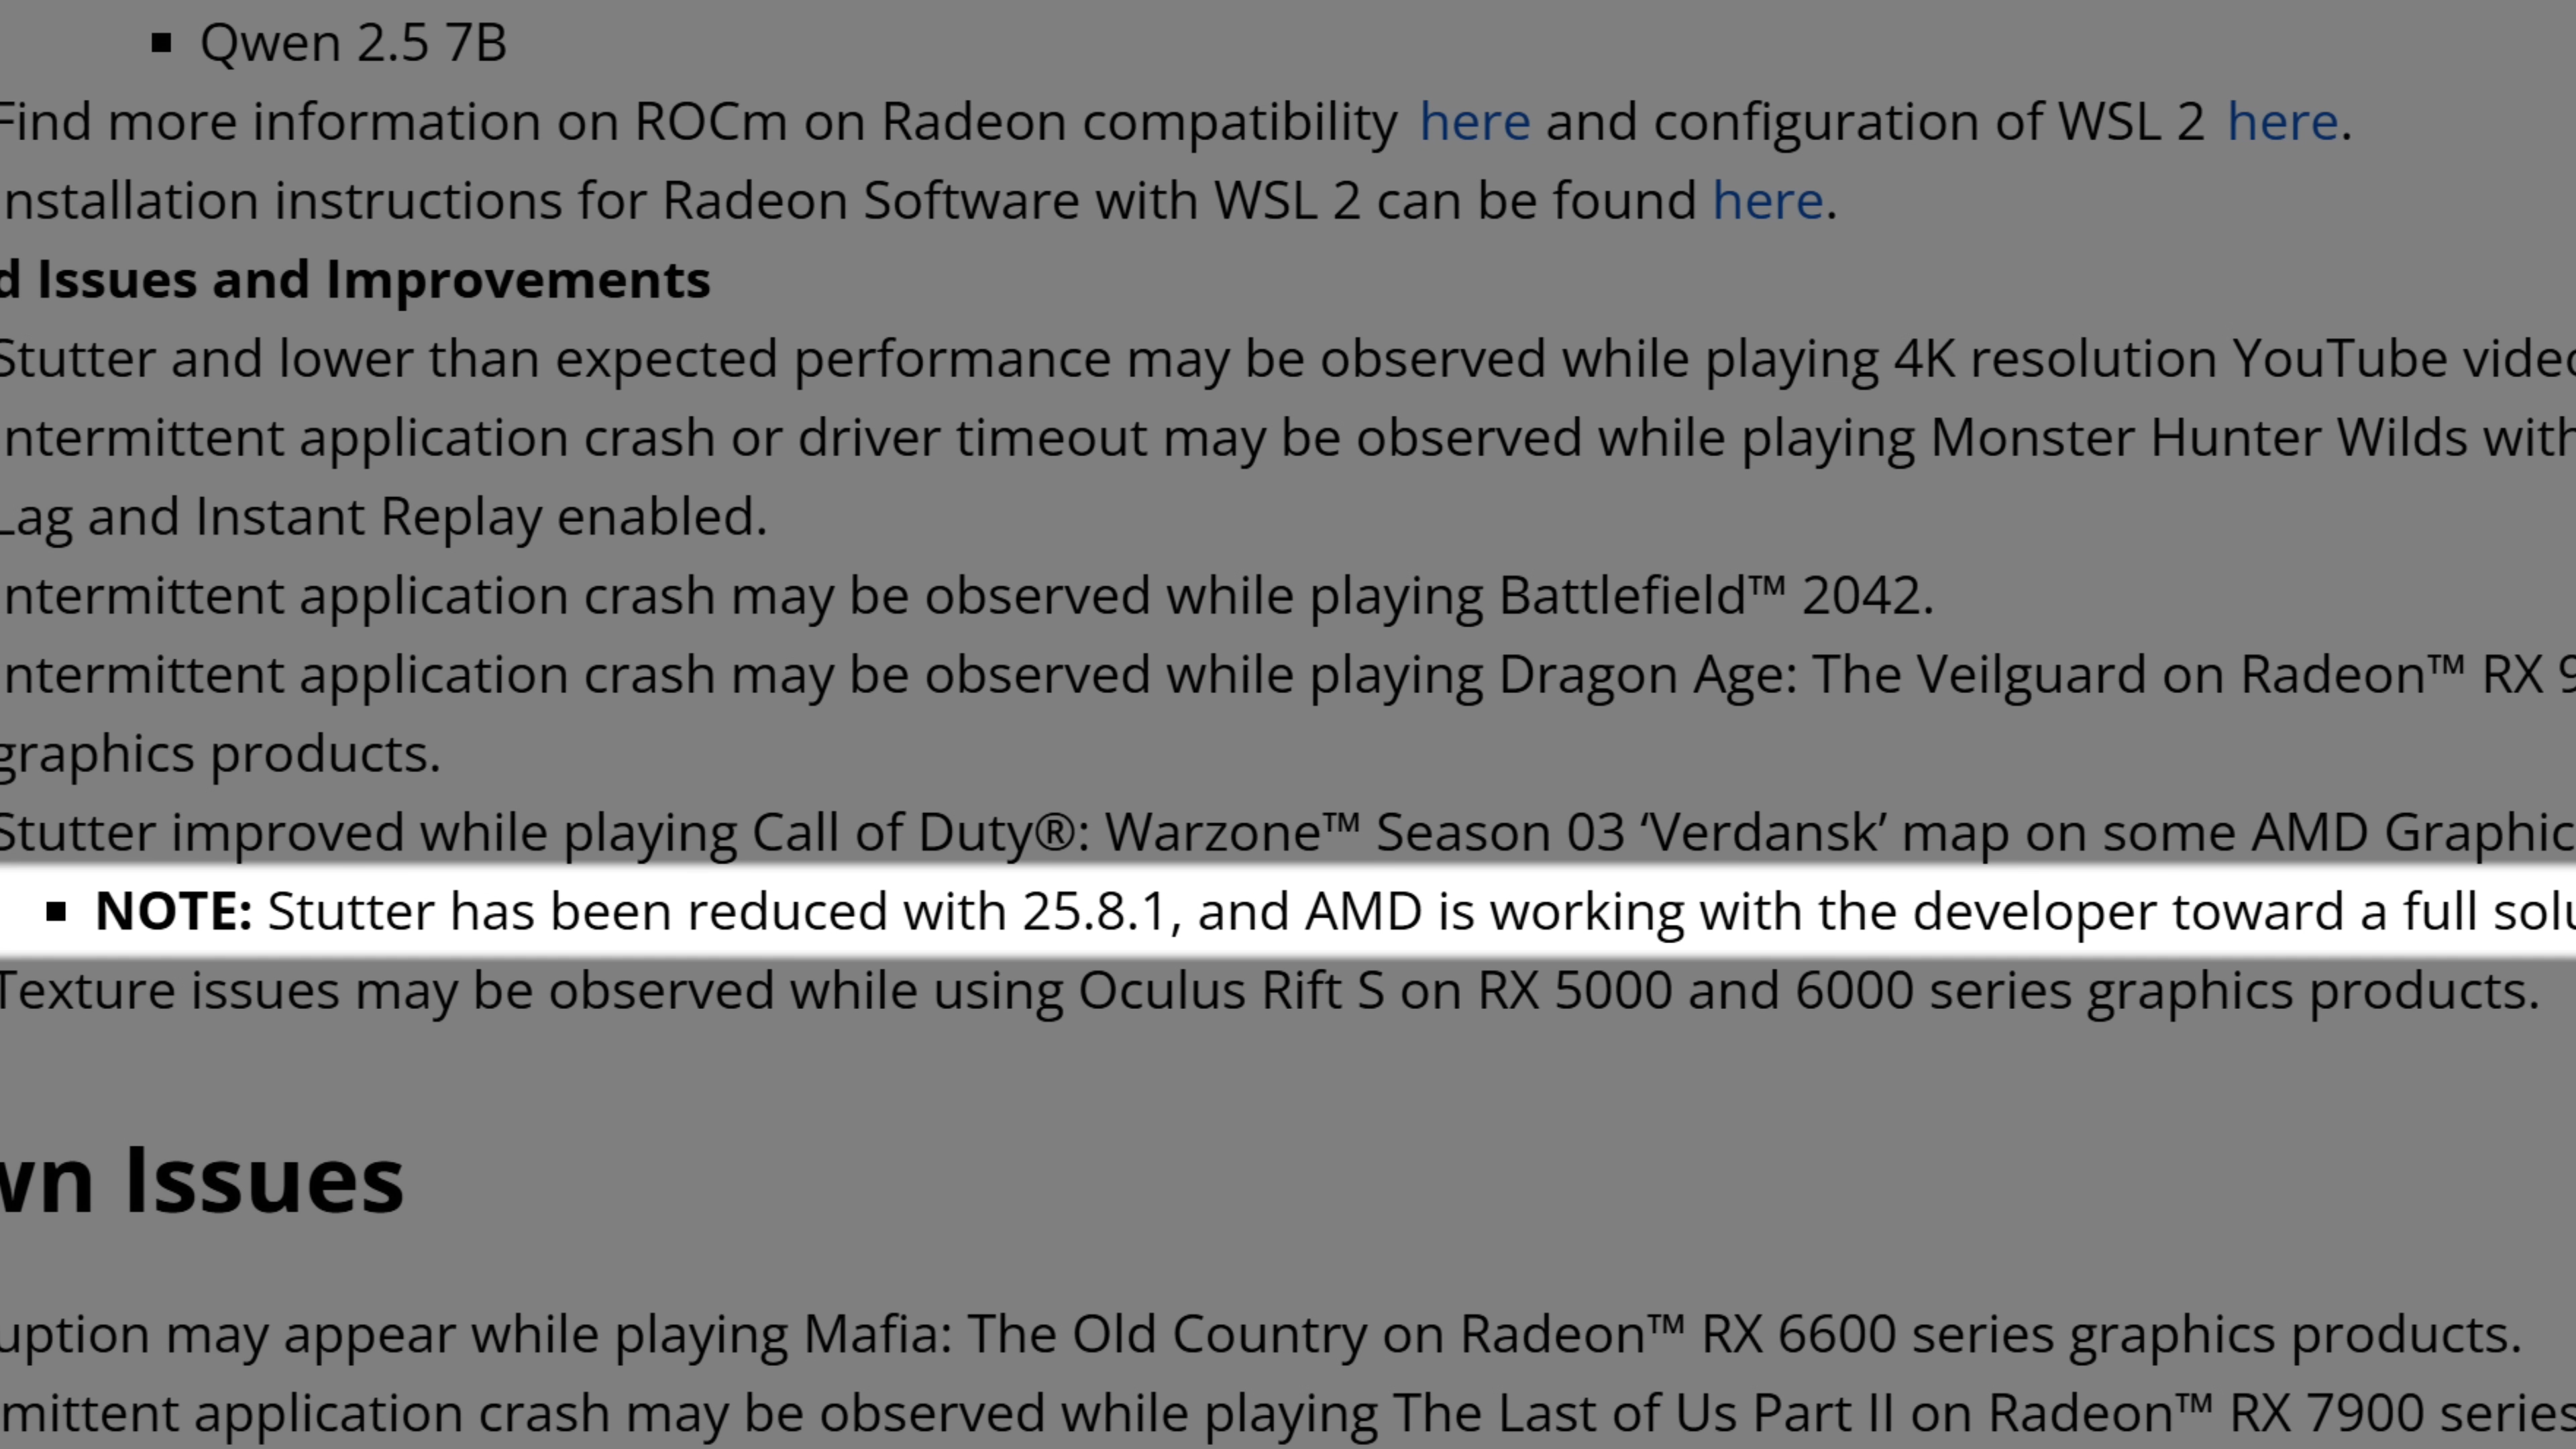 ▪ Qwen 2.5 7B
Find more information on ROCm on Radeon compatibility here and configuration of WSL 2 here.
nstallation instructions for Radeon Software with WSL 2 can be found here.
d Issues and Improvements
Stutter and lower than expected performance may be observed while playing 4K resolution YouTube video
ntermittent application crash or driver timeout may be observed while playing Monster Hunter Wilds with
Lag and Instant Replay enabled.
ntermittent application crash may be observed while playing Battlefield™ 2042.
ntermittent application crash may be observed while playing Dragon Age: The Veilguard on Radeon™ RX 9
graphics products.
Stutter improved while playing Call of Duty®: Warzone™ Season 03 ‘Verdansk’ map on some AMD Graphic
▪ NOTE: Stutter has been reduced with 25.8.1, and AMD is working with the developer toward a full solu
Texture issues may be observed while using Oculus Rift S on RX 5000 and 6000 series graphics products.
wn Issues
uption may appear while playing Mafia: The Old Country on Radeon™ RX 6600 series graphics products.
mittent application crash may be observed while playing The Last of Us Part II on Radeon™ RX 7900 series